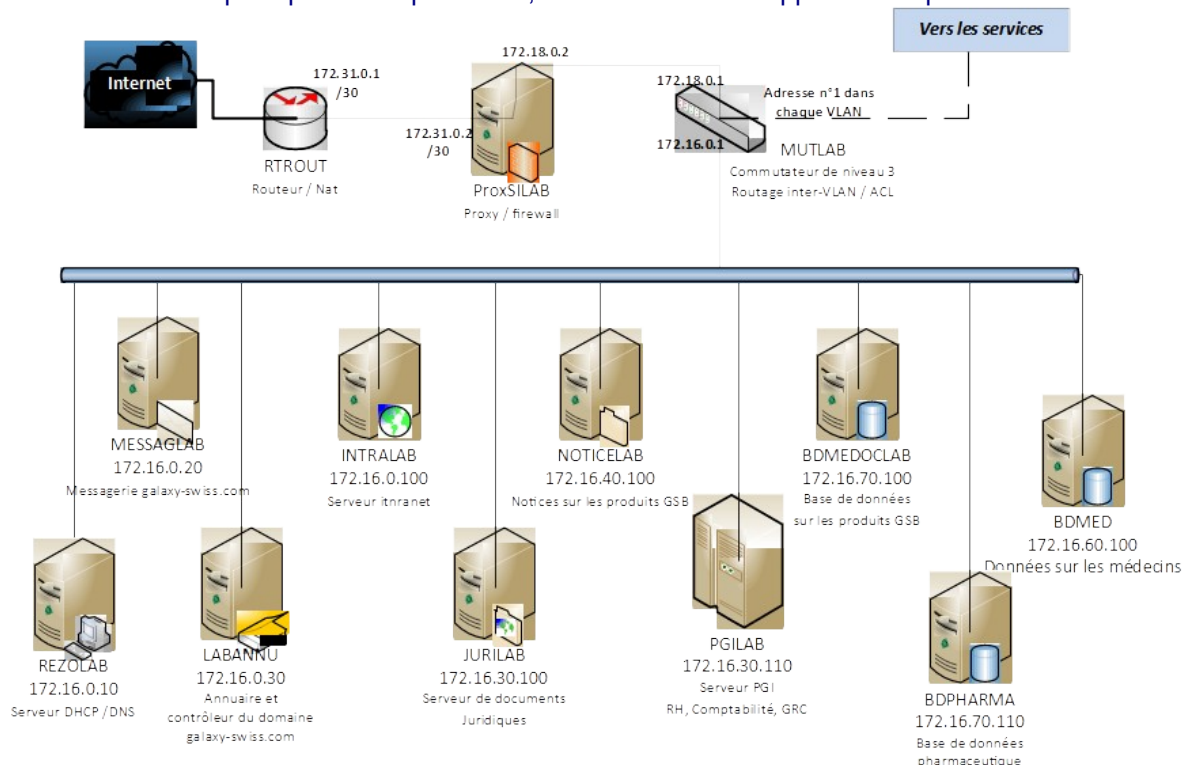 Vers les services
Internet
172.31.0.1
/30
172.18.0.2
172.18.0.1
Adresse n°1 dans
chaque VLAN
172.31.0.2
/30
172.16.0.1
RTROUT
Routeur / Nat
ProxSILAB
Proxy / firewall
MUTLAB
Commutateur de niveau 3
Routage inter-VLAN / ACL
MESSAGLAB
172.16.0.20
Messagerie galaxy-swiss.com
INTRALAB
172.16.0.100
Serveur itnranet
NOTICELAB
172.16.40.100
Notices sur les produits GSB
BDMEDOCLAB
172.16.70.100
Base de données
sur les produits GSB
BDMED
172.16.60.100
Données sur les médecins
REZOLAB
172.16.0.10
Serveur DHCP / DNS
LABANNU
172.16.0.30
Annuaire et
contrôleur du domaine
galaxy-swiss.com
JURILAB
172.16.30.100
Serveur de documents
Juridiques
PGILAB
172.16.30.110
Serveur PGI
RH, Comptabilité, GRC
BDPHARMA
172.16.70.110
Base de données
pharmaceutique